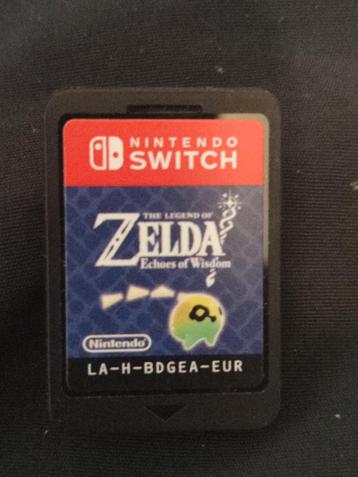 NINTENDO
SWITCH
THE LEGEND OF
ZELDA
Echoes of Wisdom
Nintendo
LA-H-BDGEA-EUR